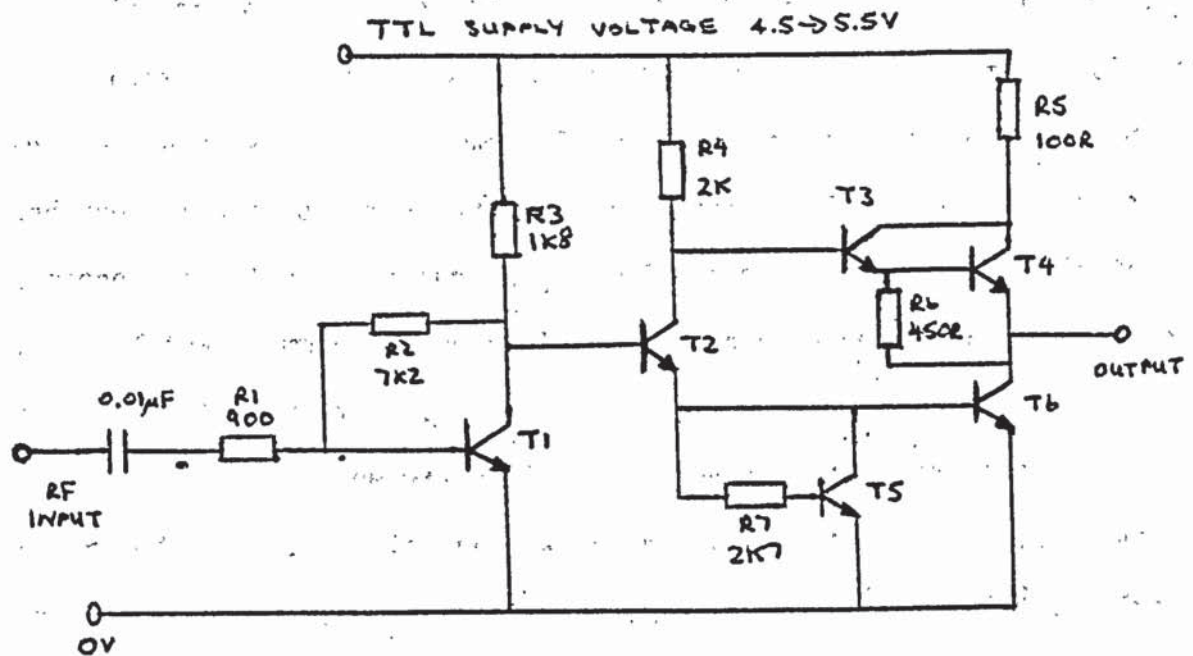 TTL SUPPLY VOLTAGE 4.5→5.5V
R5
100R
R4
2K
T3
R3
1K8
T4
R6
450R
R2
7K2
T2
OUTPUT
0.01μF
R1
900
T6
T1
RF
INPUT
T5
R7
2K7
0V